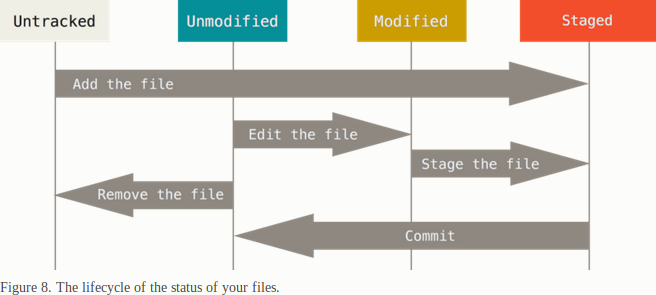 Untracked
Unmodified
Modified
Staged
Add the file
Edit the file
Stage the file
Remove the file
Commit
Figure 8. The lifecycle of the status of your files.